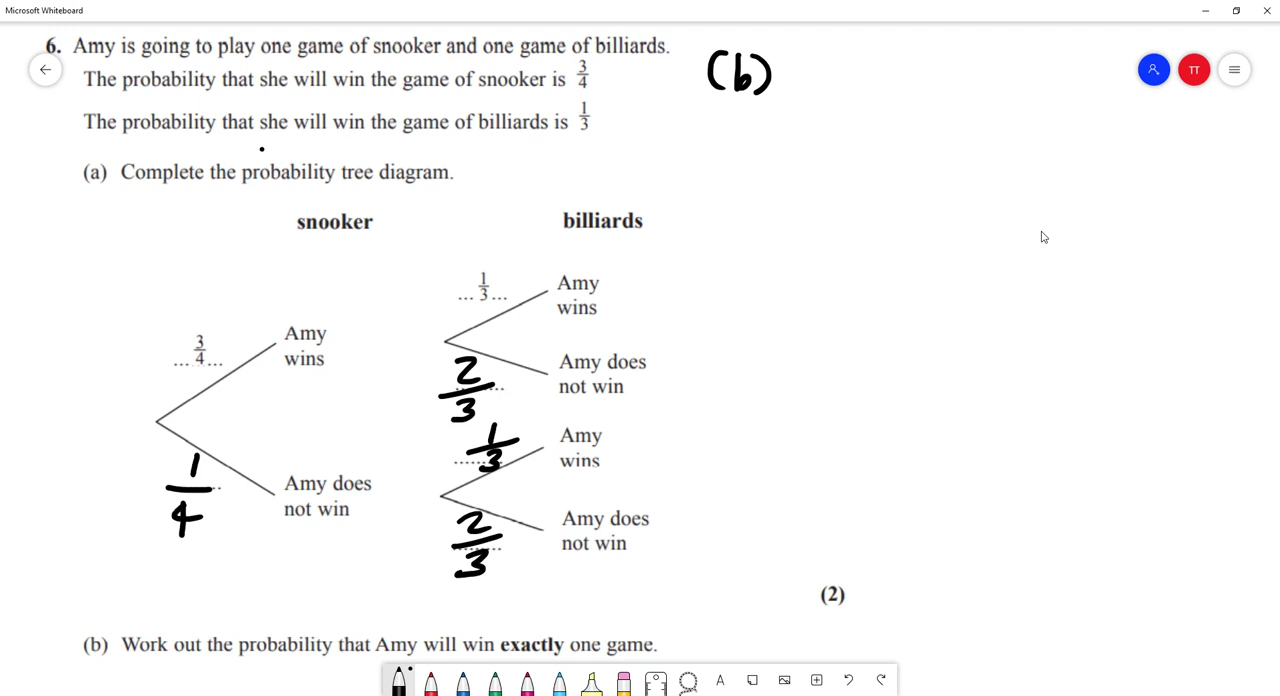 Microsoft Whiteboard
6. Amy is going to play one game of snooker and one game of billiards.
The probability that she will win the game of snooker is 3/4
The probability that she will win the game of billiards is 1/3
(b)
TT
(a) Complete the probability tree diagram.
snooker billiards
...1/3... Amy
wins
...3/4... Amy
wins
2/3 Amy does
not win
1/3 Amy
wins
1/4 Amy does
not win
2/3 Amy does
not win
(2)
(b) Work out the probability that Amy will win exactly one game.
A